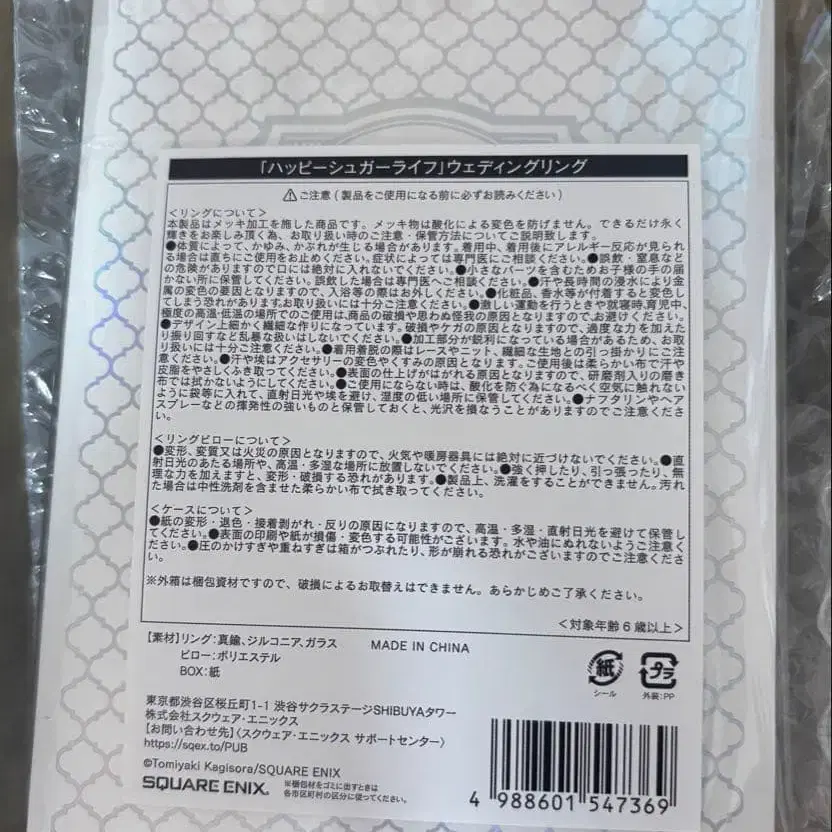 「ハッピーシュガーライフ」ウェディングリング
⚠ご注意(製品をご使用になる前に必ずお読みください)
<リングについて>
本製品はメッキ加工を施した商品です。メッキ物は酸化による変色を防げません。できるだけ永く
輝きをお楽しみ頂く為、お取り扱い時のご注意・保管方法についてご説明致します。
●体質によって、かゆみ、かぶれが生じる場合があります。着用中、着用後にアレルギー反応が見られ
る場合は直ちにご使用をお止めください。症状によっては専門医にご相談ください。●誤飲・窒息など
の危険がありますので口には絶対に入れないでください。●小さなパーツを含むためお子様の手の届
かない所に保管してください。誤飲した場合は専門医へご相談ください。●汗や長時間の浸水により金
属の変色の要因となりますので、入浴等の際はお外しください。●化粧品、香水等が付着すると変色し
てしまう恐れがあります。お取り扱いには十分ご注意ください。●激しい運動を行うときや就寝時、育児中、
極度の高温・低温の場所でのご使用は、商品の破損や思わぬ怪我の原因となりますので、お避けください。
●デザイン上細かく繊細な作りになっています。破損やケガの原因となりますので、過度な力を加えた
り振り回すなど乱暴な扱いはしないでください。●加工部分が鋭利になっている場合があるため、お取
り扱いには十分ご注意ください。●着用着脱の際はレースやニット、繊細な生地との引っ掛かりにご注
意ください。●汗や埃はアクセサリーの変色やくすみの原因となります。ご使用後は柔らかい布で汗や
皮脂をやさしくふき取ってください。●表面の仕上げがはがれる原因となりますので、研磨剤入りの磨き
布では拭かないようにしてください。●ご使用にならない時は、酸化を防ぐ為になるべく空気に触れない
ように袋等に入れて、直射日光や埃を避け、湿度の低い場所に保管してください。●ナフタリンやヘア
スプレーなどの揮発性の強いものと保管しておくと、光沢を損なうことがありますのでご注意くださ
い。
<リングピローについて>
●変形、変質又は火災の原因となりますので、火気や暖房器具には絶対に近づけないでください。●直
射日光のあたる場所や、高温・多湿な場所に放置しないでください。●強く押したり、引っ張ったり、無
理な力を加えますと、変形・破損する恐れがあります。●製品上、洗濯をすることができません。汚れ
た場合は中性洗剤を含ませた柔らかい布で拭き取ってください。
<ケースについて>
●紙の変形・退色・接着剥がれ・反りの原因になりますので、高温・多湿・直射日光を避けて保管し
てください。●表面の印刷や紙が損傷・変色する可能性がございます。水や油にぬれないようご注意く
ださい。●圧のかけすぎや重ねすぎは箱がつぶれたり、形が崩れる恐れがございますのでご注意くださ
い。
※外箱は梱包資材ですので、破損によるお取替えはできません。あらかじめご了承ください。
<対象年齢6歳以上>
【素材】リング:真鍮、ジルコニア、ガラス MADE IN CHINA
ピロー:ポリエステル
BOX:紙
紙
シール
プラ
外装:PP
東京都渋谷区桜丘町1-1 渋谷サクラステージSHIBUYAタワー
株式会社スクウェア・エニックス
【お問い合わせ先】〈スクウェア・エニックス サポートセンター〉
https://sqex.to/PUB
©Tomiyaki Kagisora/SQUARE ENIX
SQUARE ENIX.
※梱包材をゴミに出すときは
各市区町村の区分に従ってください。
4 988601 547369